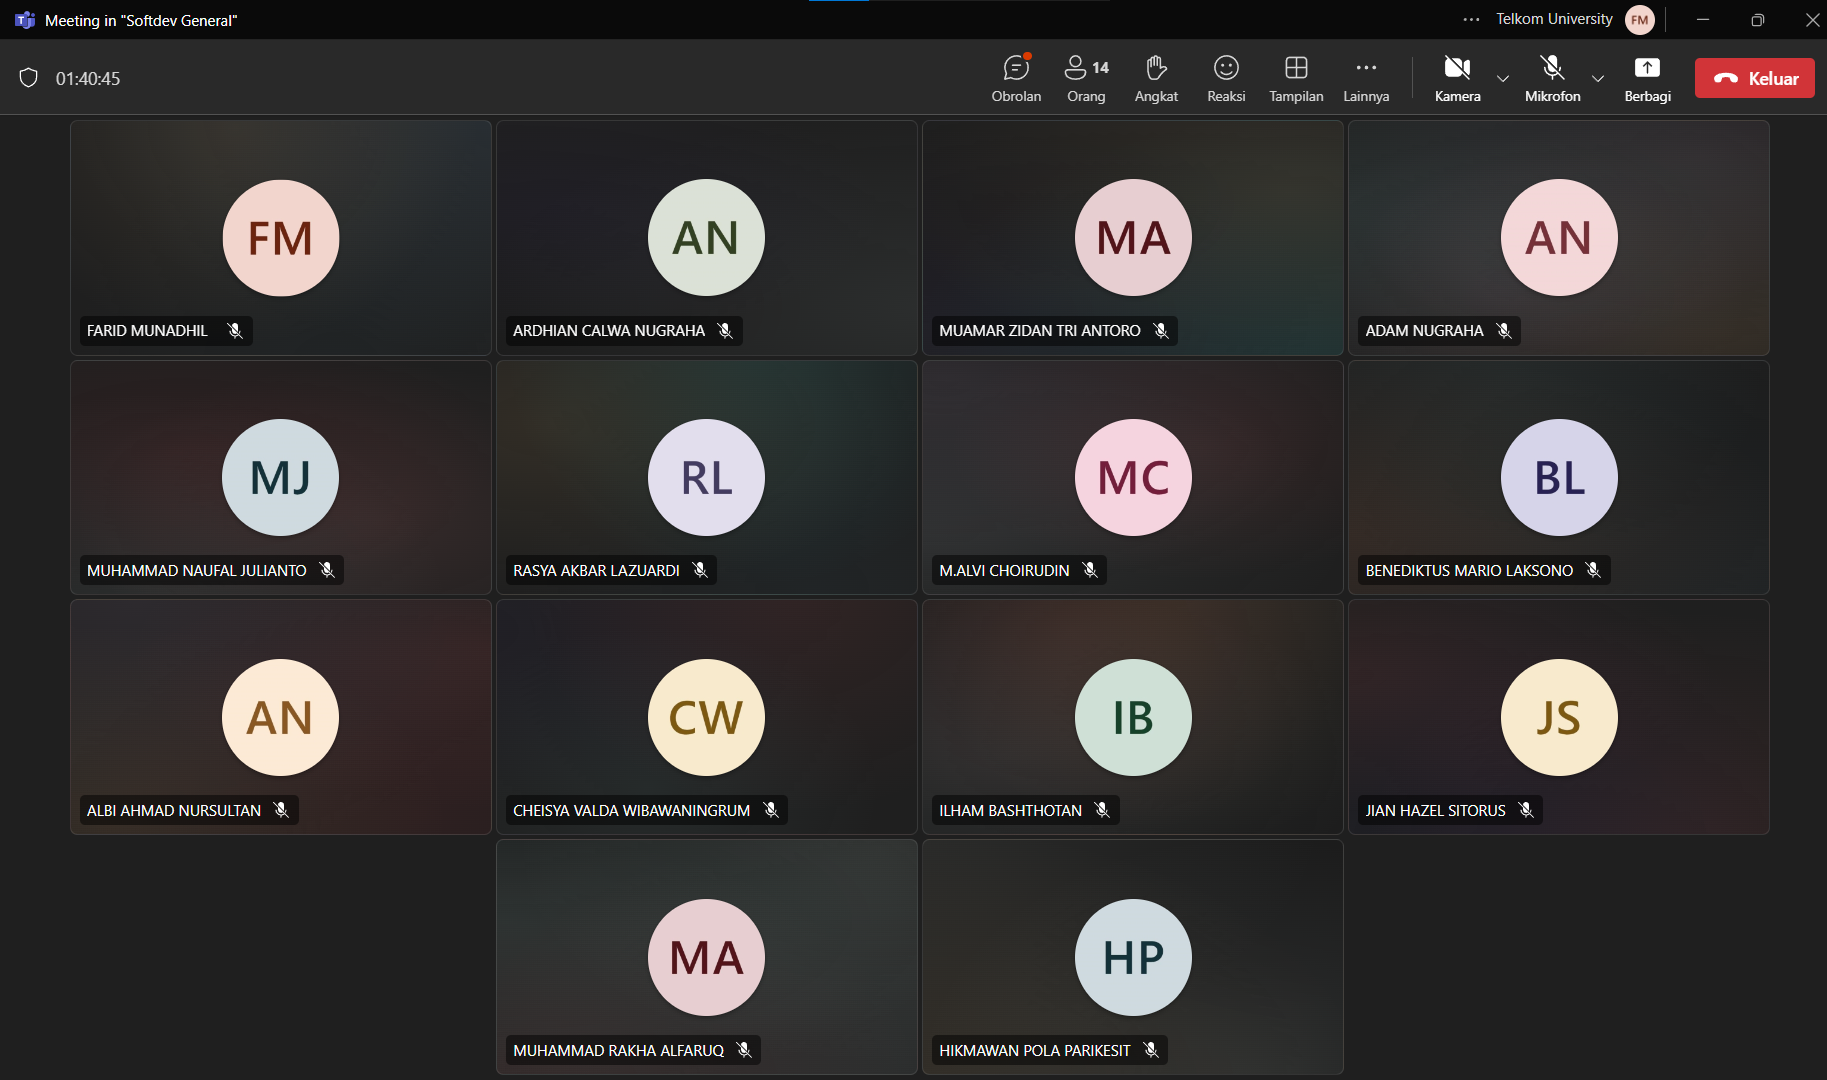 Meeting in "Softdev General"
Telkom University
FM
01:40:45
14
Obrolan
Orang
Angkat
Reaksi
Tampilan
Lainnya
Kamera
Mikrofon
Berbagi
Keluar
FM
AN
MA
AN
FARID MUNADHIL
ARDHIAN CALWA NUGRAHA
MUAMAR ZIDAN TRI ANTORO
ADAM NUGRAHA
MJ
RL
MC
BL
MUHAMMAD NAUFAL JULIANTO
RASYA AKBAR LAZUARDI
M.ALVI CHOIRUDIN
BENEDIKTUS MARIO LAKSONO
AN
CW
IB
JS
ALBI AHMAD NURSULTAN
CHEISYA VALDA WIBAWANINGRUM
ILHAM BASHTHOTAN
JIAN HAZEL SITORUS
MA
HP
MUHAMMAD RAKHA ALFARUQ
HIKMAWAN POLA PARIKESIT